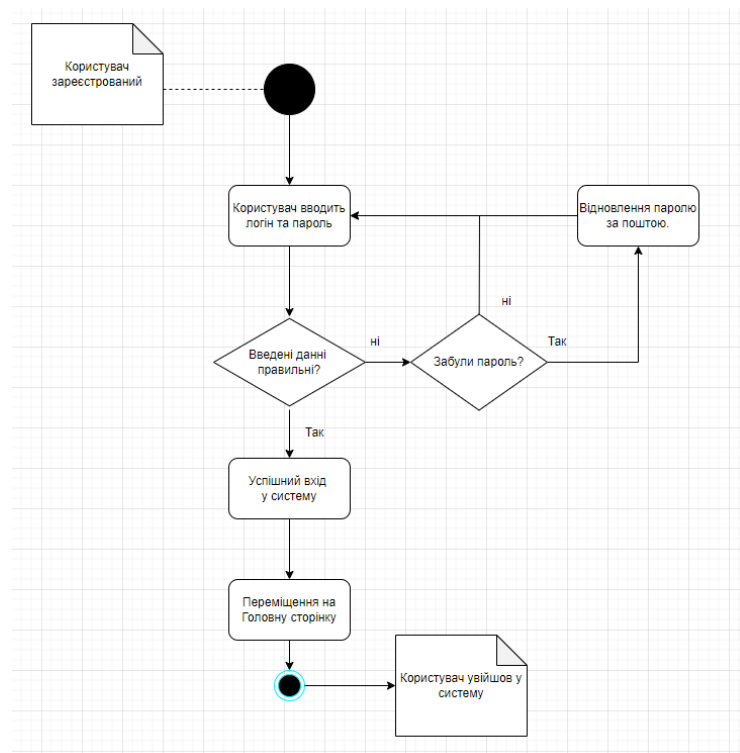 Користувач
зареєстрований
Користувач вводить
логін та пароль
Відновлення паролю
за поштою.
ні
ні
Так
Введені данні
правильні?
Забули пароль?
Так
Успішний вхід
у систему
Переміщення на
Головну сторінку
Користувач увійшов у
систему